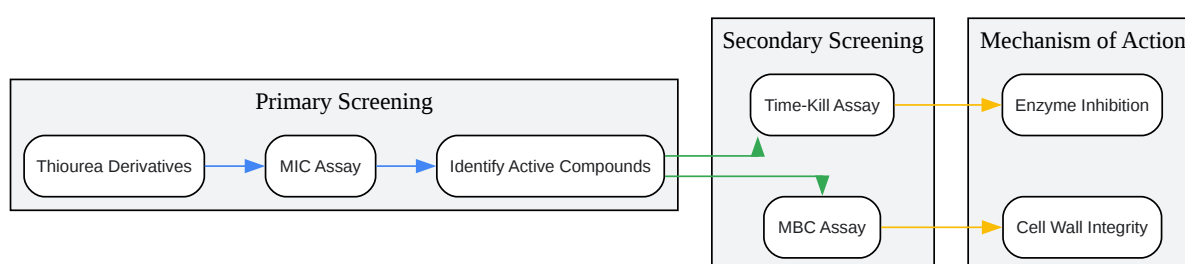 Primary Screening
Thiourea Derivatives
MIC Assay
Identify Active Compounds
Secondary Screening
Time-Kill Assay
MBC Assay
Mechanism of Action
Enzyme Inhibition
Cell Wall Integrity